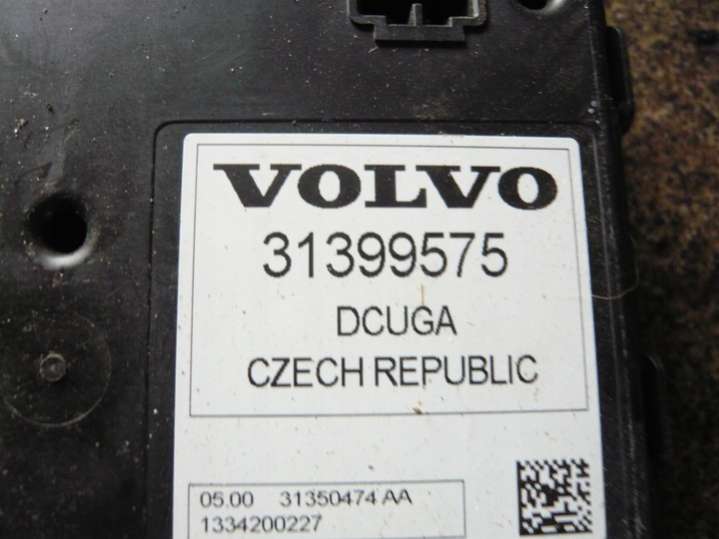 VOLVO
31399575
DCUGA
CZECH REPUBLIC
05.00 31350474 AA
1334200227